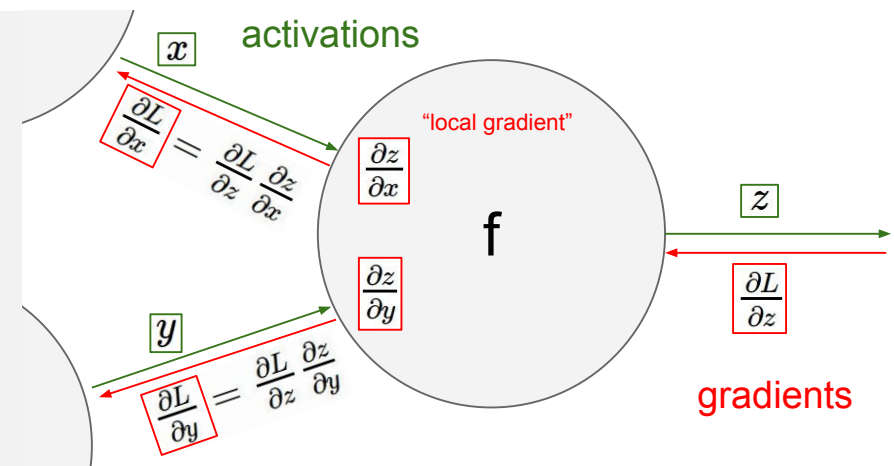 activations
x
∂L/∂x = ∂L/∂z ∂z/∂x
"local gradient"
∂z/∂x
f
z
∂z/∂y
∂L/∂z
y
∂L/∂y = ∂L/∂z ∂z/∂y
gradients